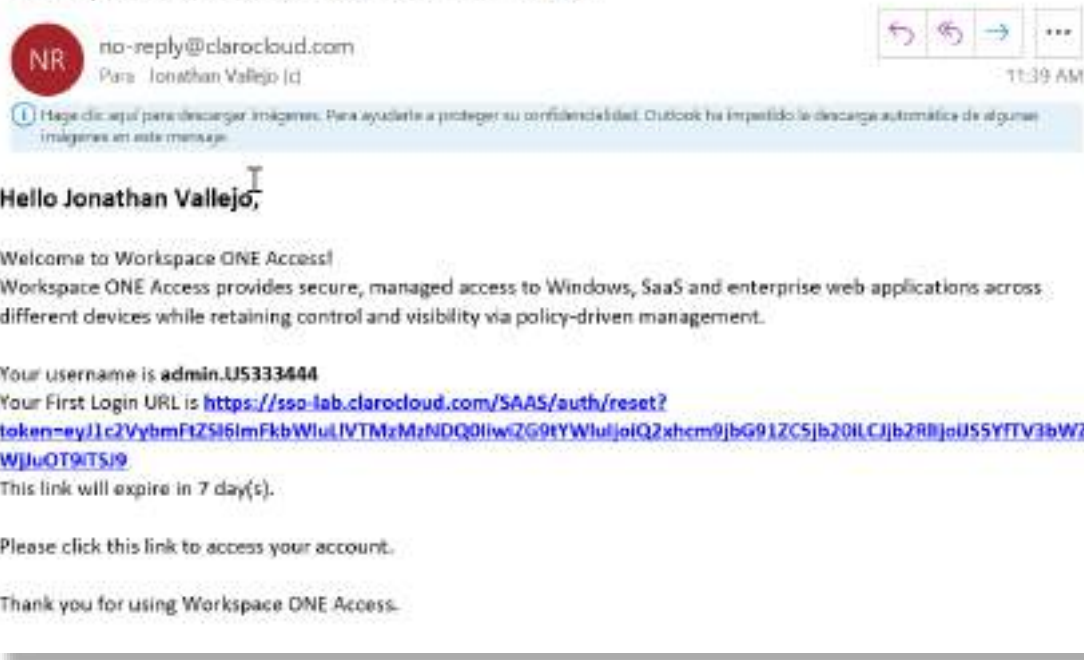 NR
no-reply@clarocloud.com
Para Jonathan Vallejo (c)
11:39 AM
Haga clic aquí para descargar imágenes. Para ayudarle a proteger su confidencialidad, Outlook ha impedido la descarga automática de algunas
imágenes en este mensaje.
Hello Jonathan Vallejo,
Welcome to Workspace ONE Access!
Workspace ONE Access provides secure, managed access to Windows, SaaS and enterprise web applications across
different devices while retaining control and visibility via policy-driven management.
Your username is admin.US333444
Your First Login URL is https://sso-lab.clarocloud.com/SAAS/auth/reset?
This link will expire in 7 day(s).
Please click this link to access your account.
Thank you for using Workspace ONE Access.